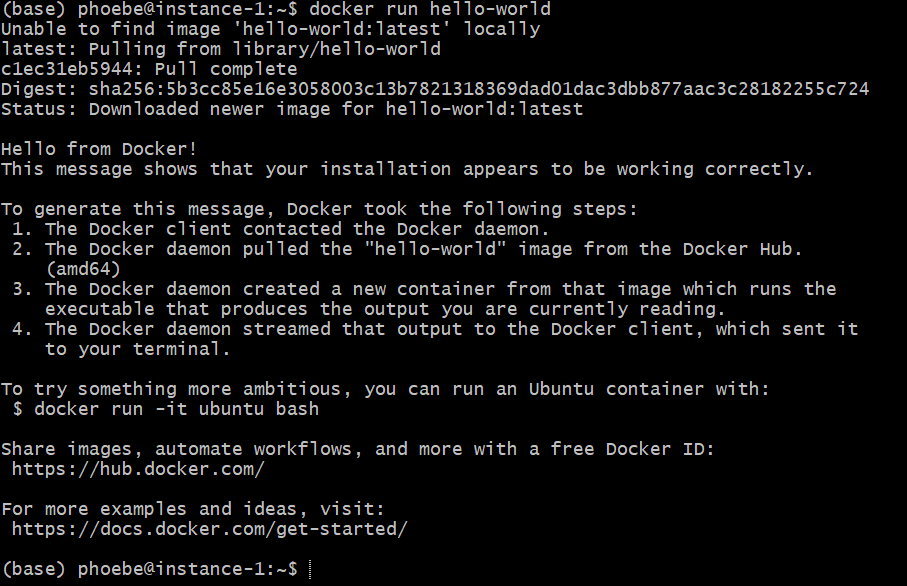 (base) phoebe@instance-1:~$ docker run hello-world
Unable to find image 'hello-world:latest' locally
latest: Pulling from library/hello-world
c1ec31eb5944: Pull complete
Digest: sha256:5b3cc85e16e3058003c13b7821318369dad01dac3dbb877aac3c28182255c724
Status: Downloaded newer image for hello-world:latest

Hello from Docker!
This message shows that your installation appears to be working correctly.

To generate this message, Docker took the following steps:
 1. The Docker client contacted the Docker daemon.
 2. The Docker daemon pulled the "hello-world" image from the Docker Hub.
    (amd64)
 3. The Docker daemon created a new container from that image which runs the
    executable that produces the output you are currently reading.
 4. The Docker daemon streamed that output to the Docker client, which sent it
    to your terminal.

To try something more ambitious, you can run an Ubuntu container with:
 $ docker run -it ubuntu bash

Share images, automate workflows, and more with a free Docker ID:
 https://hub.docker.com/

For more examples and ideas, visit:
 https://docs.docker.com/get-started/

(base) phoebe@instance-1:~$